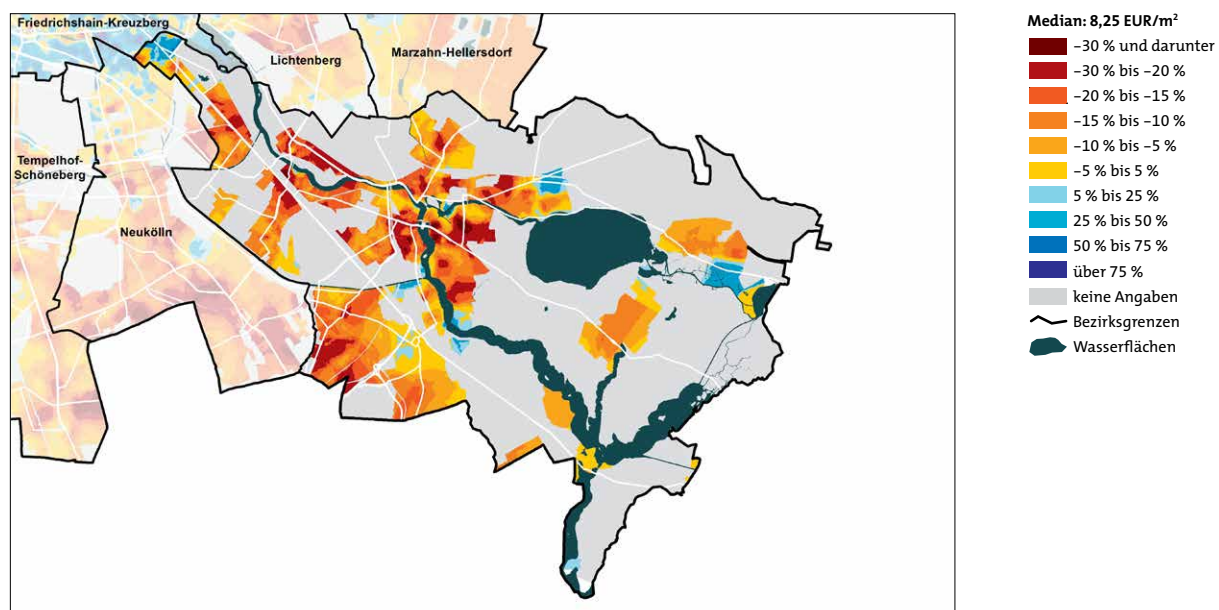 Friedrichshain-Kreuzberg
Lichtenberg
Marzahn-Hellersdorf
Tempelhof-
Schöneberg
Neukölln
Median: 8,25 EUR/m²
–30 % und darunter
–30 % bis –20 %
–20 % bis –15 %
–15 % bis –10 %
–10 % bis –5 %
–5 % bis 5 %
5 % bis 25 %
25 % bis 50 %
50 % bis 75 %
über 75 %
keine Angaben
Bezirksgrenzen
Wasserflächen